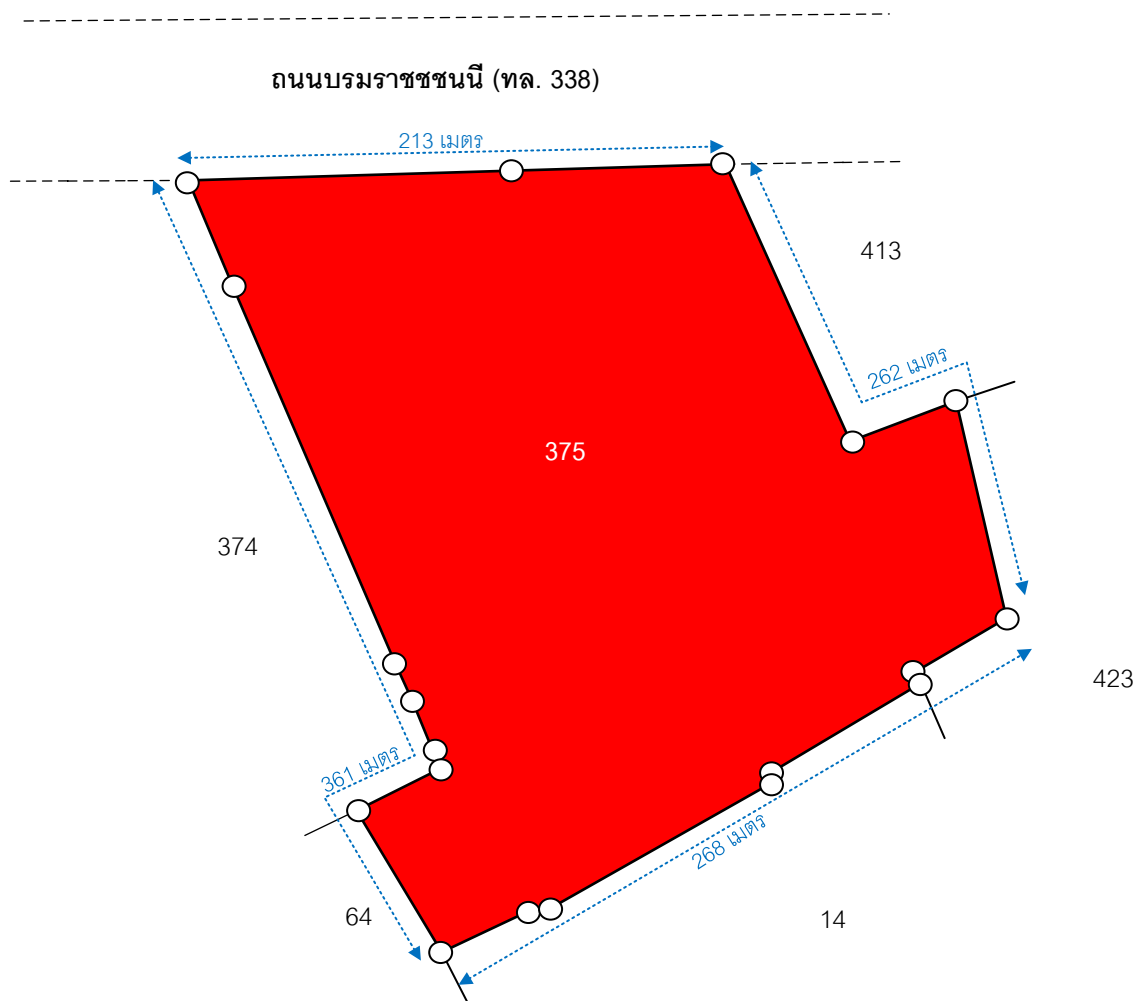 ถนนบรมราชชชนนี (ทล. 338)
213 เมตร
413
262 เมตร
375
374
423
361 เมตร
268 เมตร
64
14